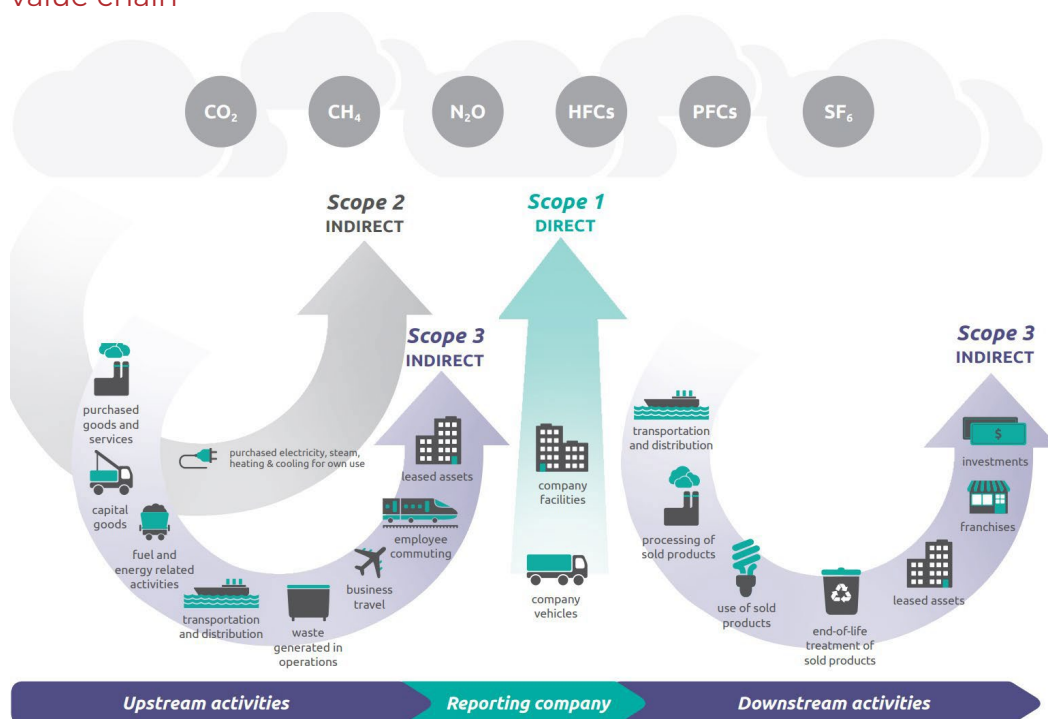 value chain
CO₂
CH₄
N₂O
HFCs
PFCs
SF₆
Scope 2
INDIRECT
Scope 1
DIRECT
Scope 3
INDIRECT
Scope 3
INDIRECT
purchased
goods and
services
capital
goods
fuel and
energy related
activities
purchased electricity, steam,
heating & cooling for own use
transportation
and distribution
waste
generated in
operations
business
travel
employee
commuting
leased assets
company
facilities
company
vehicles
transportation
and distribution
processing of
sold products
use of sold
products
end-of-life
treatment of
sold products
leased assets
franchises
$
investments
Upstream activities
Reporting company
Downstream activities